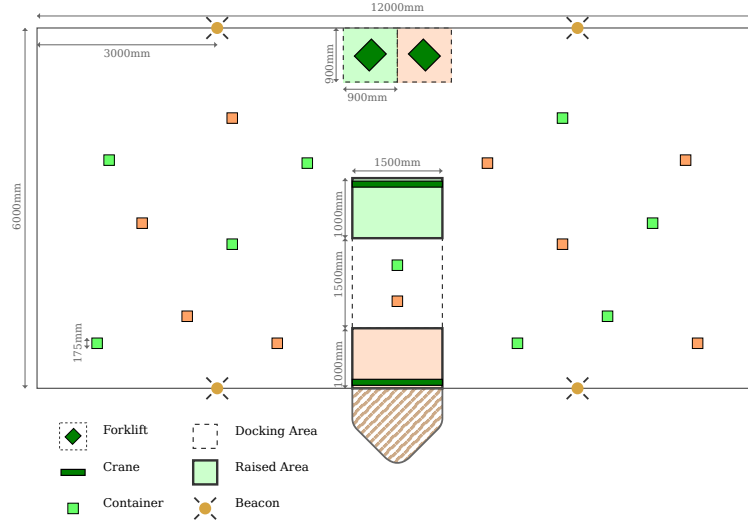 12000mm
3000mm
900mm
900mm
1500mm
6000mm
1000mm
1500mm
175mm
1000mm
Forklift
Docking Area
Crane
Raised Area
Container
Beacon